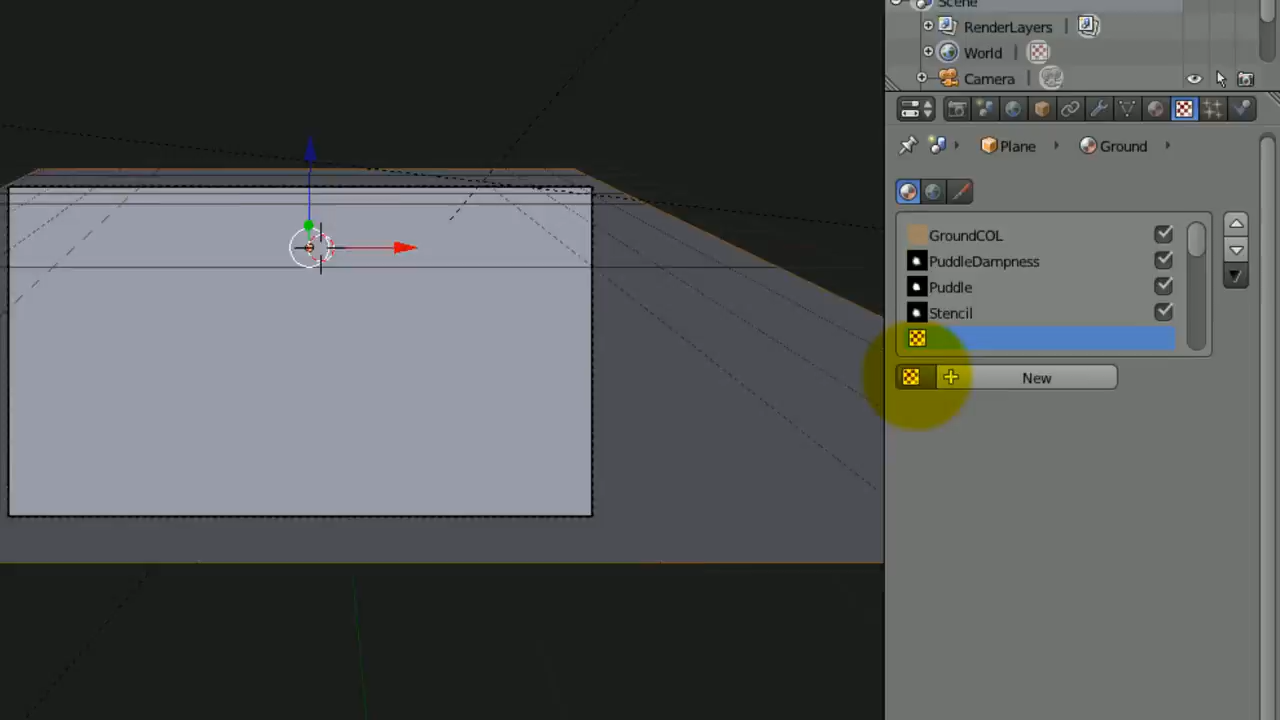 Scene
RenderLayers
World
Camera
Plane
Ground
GroundCOL
PuddleDampness
Puddle
Stencil
New